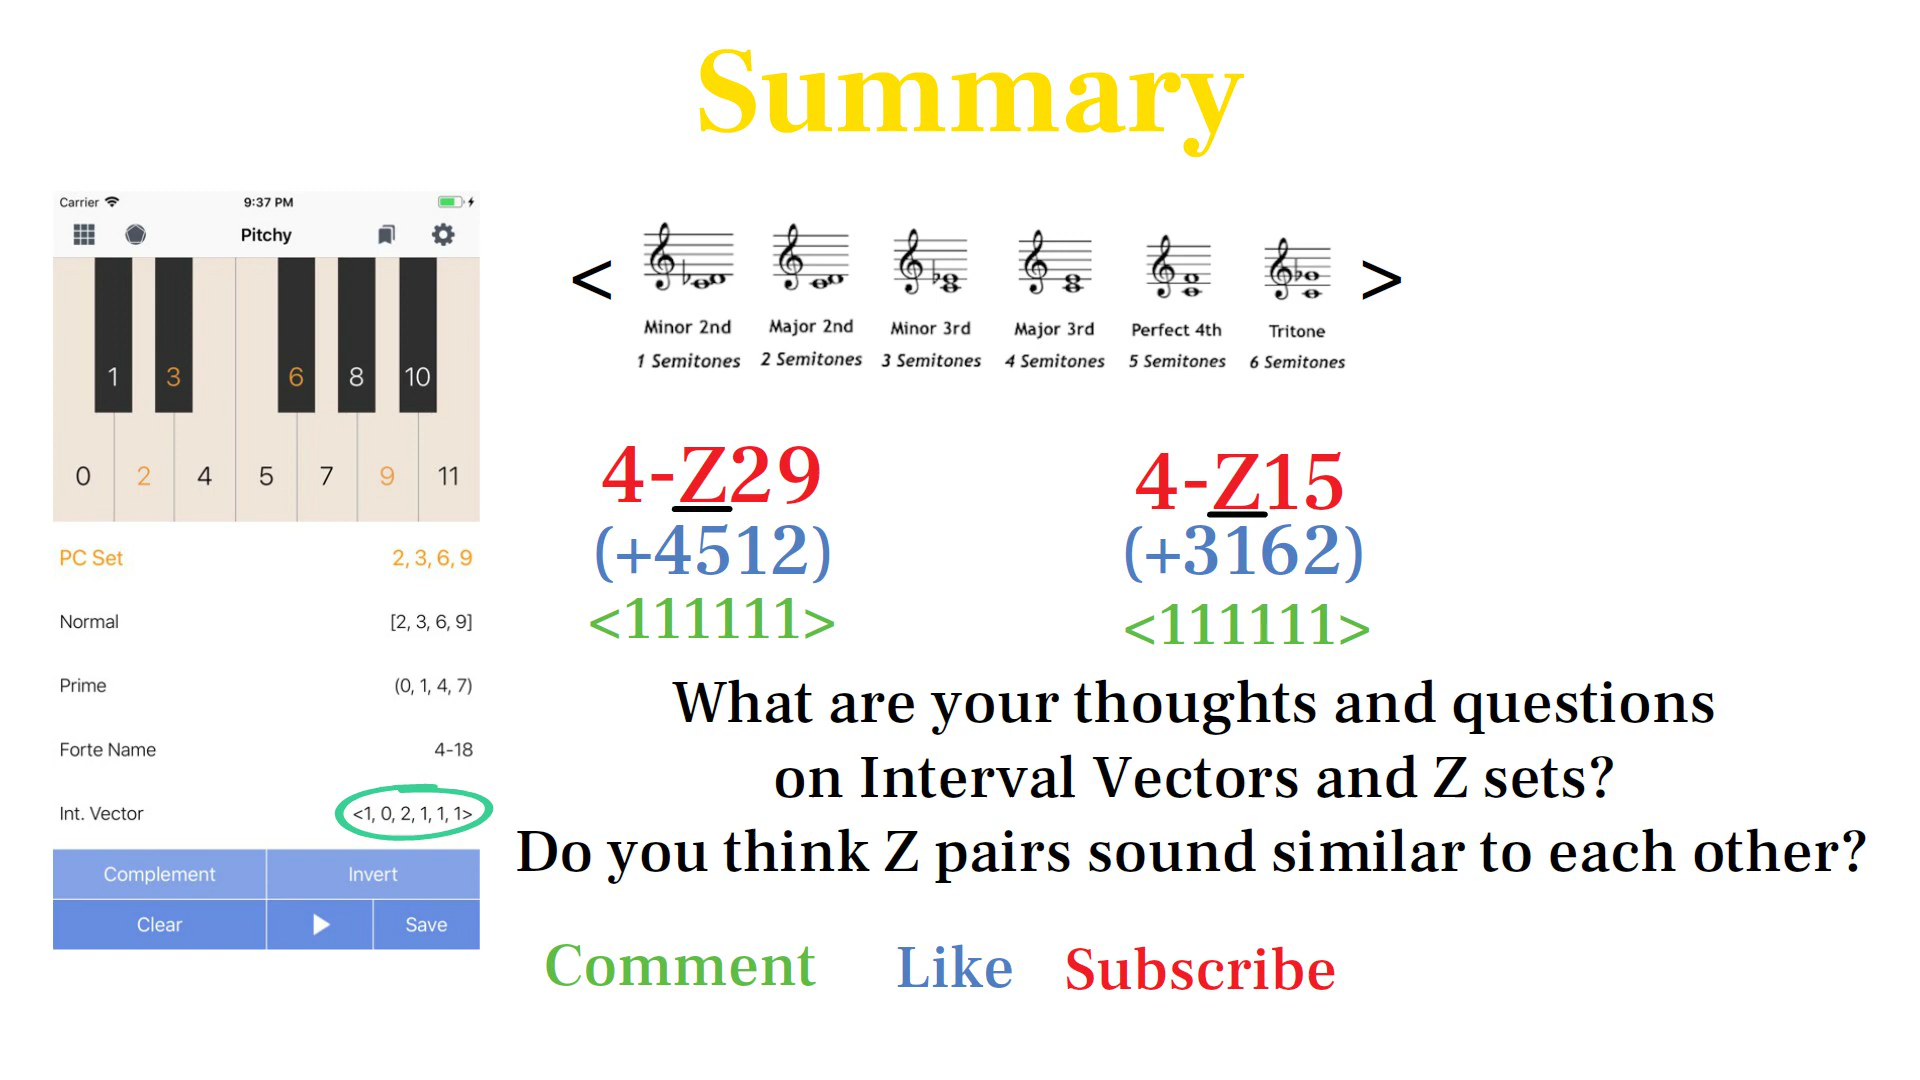 Summary
Carrier 9:37 PM
Pitchy
1 3 6 8 10
0 2 4 5 7 9 11
PC Set 2, 3, 6, 9
Normal [2, 3, 6, 9]
Prime (0, 1, 4, 7)
Forte Name 4-18
Int. Vector <1, 0, 2, 1, 1, 1>
Complement Invert
Clear Save
< >
Minor 2nd Major 2nd Minor 3rd Major 3rd Perfect 4th Tritone
1 Semitones 2 Semitones 3 Semitones 4 Semitones 5 Semitones 6 Semitones
4-Z29 4-Z15
(+4512) (+3162)
<111111> <111111>
What are your thoughts and questions
on Interval Vectors and Z sets?
Do you think Z pairs sound similar to each other?
Comment Like Subscribe